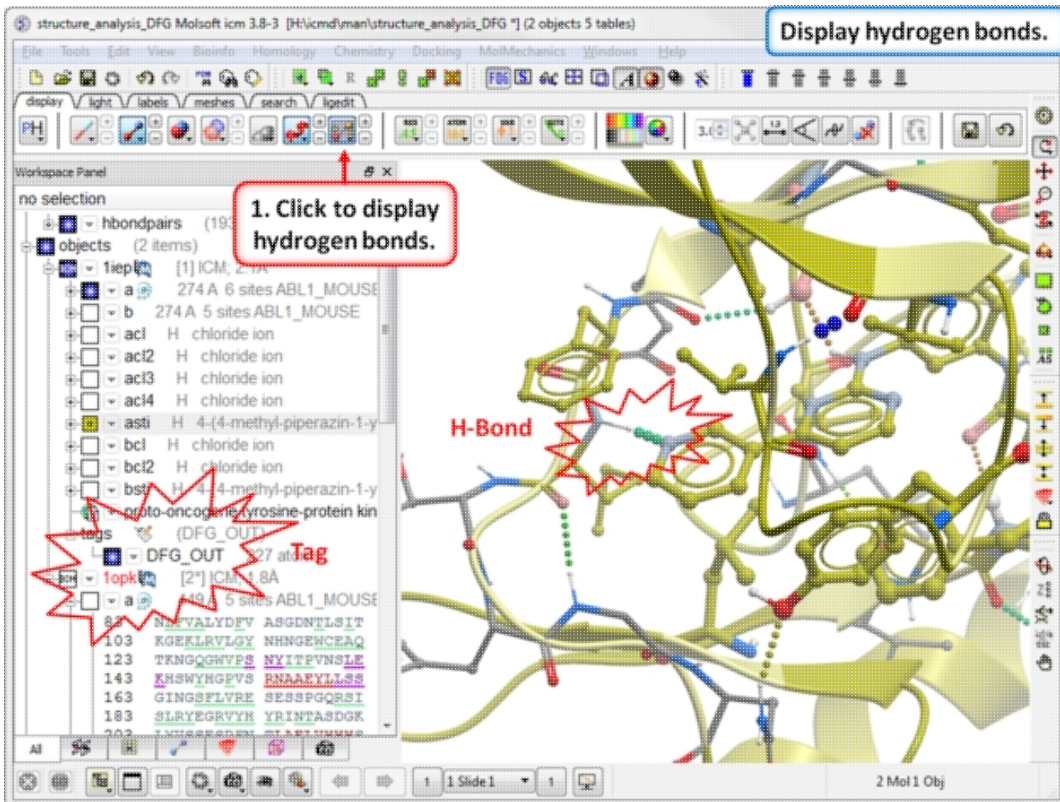 structure_analysis_DFG Molsoft icm 3.8-3 [H:\icmd\man\structure_analysis_DFG *] (2 objects 5 tables)
Display hydrogen bonds.
File Tools Edit View Bioinfo Homology Chemistry Docking MolMechanics Windows Help
FOG
display light labels meshes search ligedit
Workspace Panel
no selection
1. Click to display
hydrogen bonds.
hbondpairs (193
objects (2 items)
1iep [1] ICM; 2.1Å
a 274 A 6 sites ABL1_MOUSE
b 274 A 5 sites ABL1_MOUSE
acl H chloride ion
acl2 H chloride ion
acl3 H chloride ion
acl4 H chloride ion
asti H 4-(4-methyl-piperazin-1-y
bcl H chloride ion
bcl2 H chloride ion
bsti H 4-(4-methyl-piperazin-1-y
proto-oncogene tyrosine-protein kin
tags (DFG_OUT)
DFG_OUT 327 ato
Tag
H-Bond
1opk [2*] ICM, 1.8Å
a 449 A 5 sites ABL1_MOUSE
83 NLFVALYDFV ASGDNTLSIT
103 KGEKLRVLGY NHNGEWCEAQ
123 TKNGQGWVPS NYITPVNSLE
143 KHSWYHGPVS RNAAEYLLSS
163 GINGSFLVRE SESSPGQRSI
183 SLRYEGRVYH YRINTASDGK
All
1 1 Slide 1 1
2 Mol 1 Obj